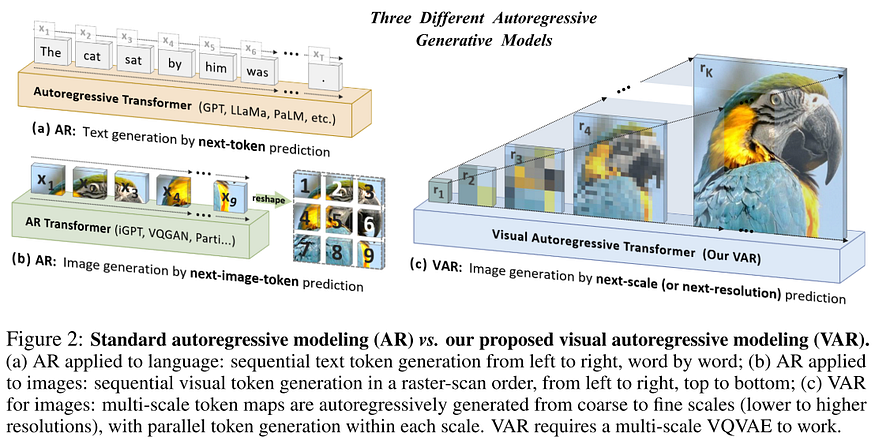 Three Different Autoregressive
Generative Models
x1 x2 x3 x4 x5 x6 ••• xT
The cat sat by him was .
Autoregressive Transformer (GPT, LLaMa, PaLM, etc.)
(a) AR: Text generation by next-token prediction
x1 x3 x4 ••• x9
reshape
1 2 3
4 5 6
7 8 9
AR Transformer (iGPT, VQGAN, Parti...)
(b) AR: Image generation by next-image-token prediction
r1 r2 r3 r4 ••• rK
•••
Visual Autoregressive Transformer (Our VAR)
(c) VAR: Image generation by next-scale (or next-resolution) prediction
Figure 2: Standard autoregressive modeling (AR) vs. our proposed visual autoregressive modeling (VAR).
(a) AR applied to language: sequential text token generation from left to right, word by word; (b) AR applied
to images: sequential visual token generation in a raster-scan order, from left to right, top to bottom; (c) VAR
for images: multi-scale token maps are autoregressively generated from coarse to fine scales (lower to higher
resolutions), with parallel token generation within each scale. VAR requires a multi-scale VQVAE to work.